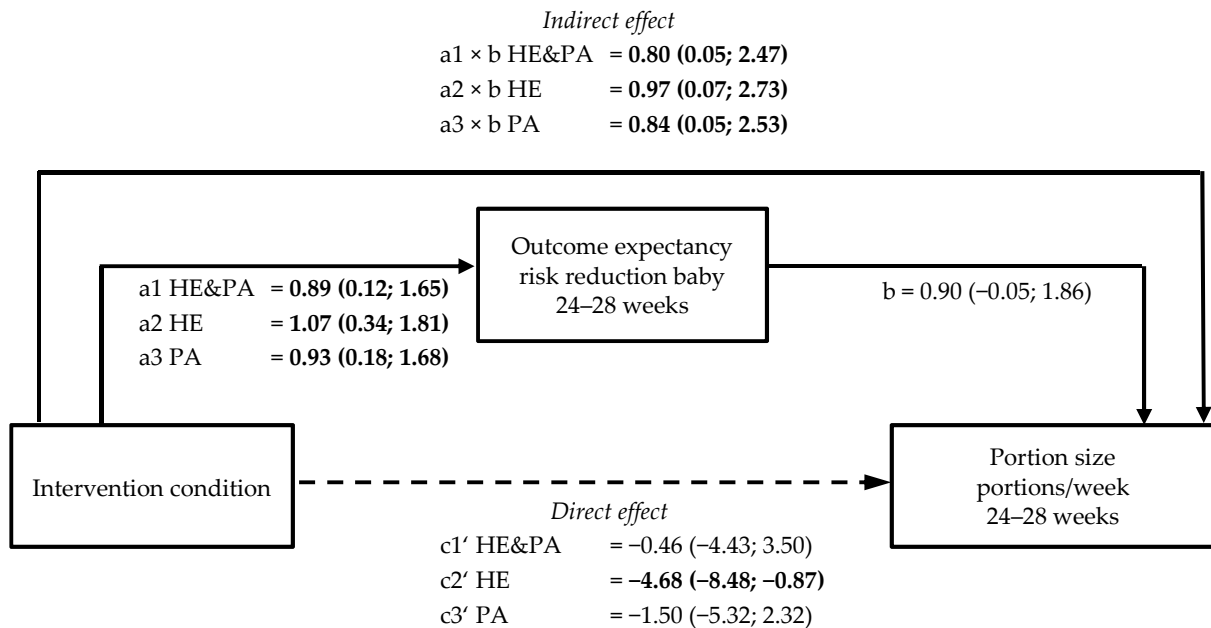 Indirect effect
a1 × b HE&PA = 0.80 (0.05; 2.47)
a2 × b HE = 0.97 (0.07; 2.73)
a3 × b PA = 0.84 (0.05; 2.53)
Outcome expectancy
risk reduction baby
24–28 weeks
a1 HE&PA = 0.89 (0.12; 1.65)
a2 HE = 1.07 (0.34; 1.81)
a3 PA = 0.93 (0.18; 1.68)
b = 0.90 (−0.05; 1.86)
Intervention condition
Portion size
portions/week
24–28 weeks
Direct effect
c1‘ HE&PA = −0.46 (−4.43; 3.50)
c2‘ HE = −4.68 (−8.48; −0.87)
c3‘ PA = −1.50 (−5.32; 2.32)